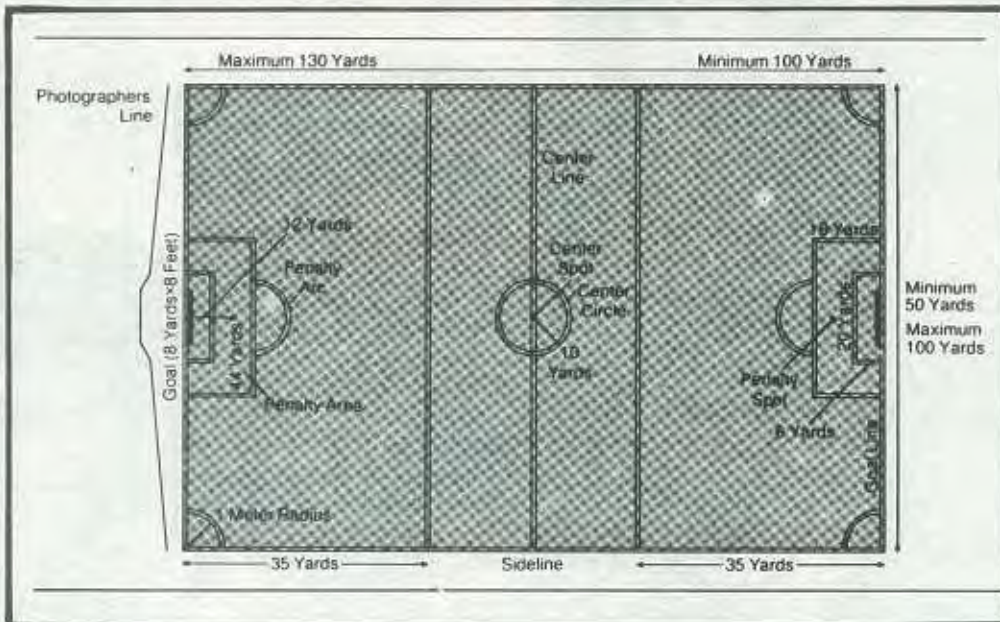 Maximum 130 Yards
Minimum 100 Yards
Photographers
Line
Center
Line
12 Yards
18 Yards
Goal (8 Yards×8 Feet)
Penalty
Arc
Center
Spot
Center
Circle
44 Yards
20 Yards
Minimum
50 Yards
Maximum
100 Yards
10
Yards
Penalty
Spot
Penalty Area
6 Yards
Goal Line
1 Meter Radius
35 Yards
Sideline
35 Yards